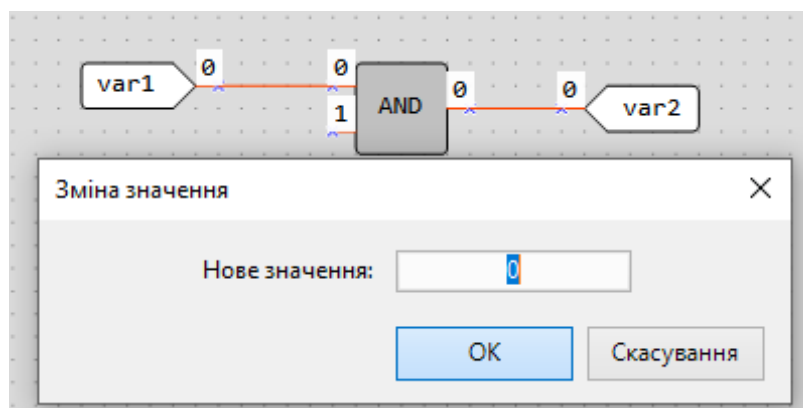 var1 0 0 AND 0 0 var2
1
Зміна значення
Нове значення: 0
OK Скасування